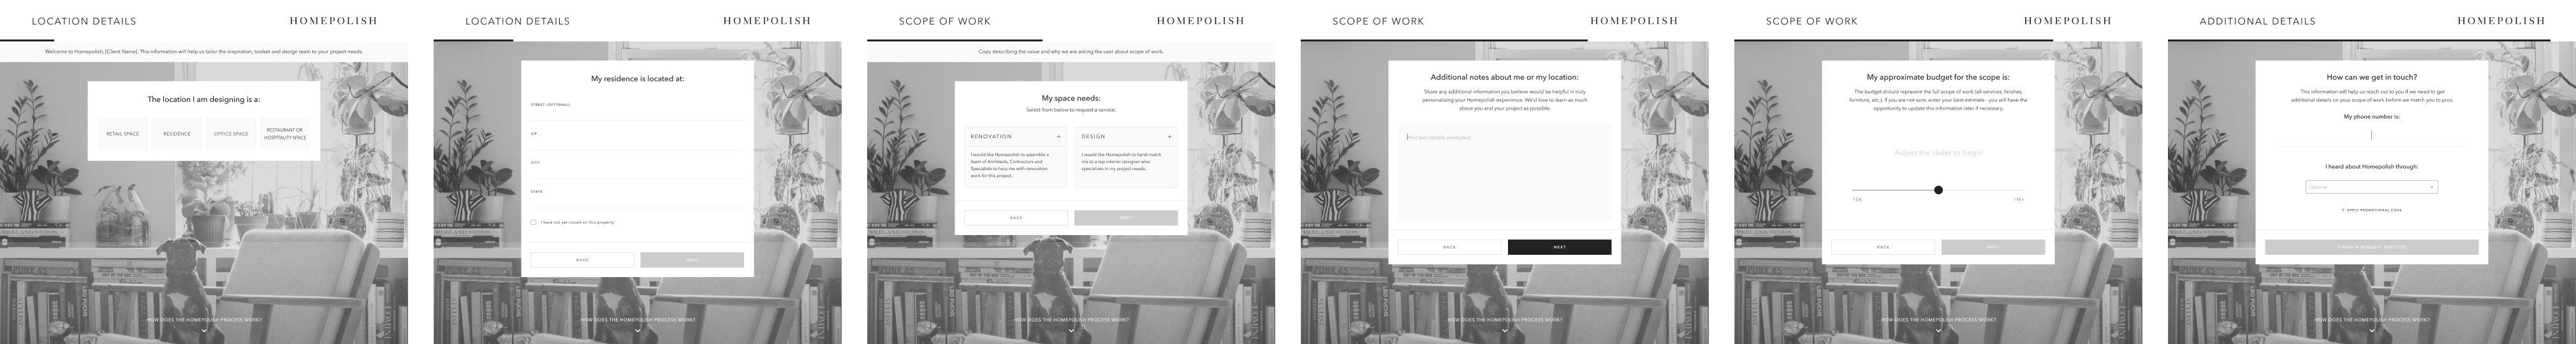 LOCATION DETAILS
HOMEPOLISH
Welcome to Homepolish, [Client Name]. This information will help us tailor the inspiration, toolset and design team to your project needs.
The location I am designing is a:
RETAIL SPACE
RESIDENCE
OFFICE SPACE
RESTAURANT OR
HOSPITALITY SPACE
HOW DOES THE HOMEPOLISH PROCESS WORK?
LOCATION DETAILS
HOMEPOLISH
My residence is located at:
STREET (OPTIONAL)
ZIP
CITY
STATE
I have not yet closed on this property
BACK
NEXT
HOW DOES THE HOMEPOLISH PROCESS WORK?
SCOPE OF WORK
HOMEPOLISH
Copy describing the value and why we are asking the user about scope of work.
My space needs:
Select from below to request a service.
RENOVATION +
I would like Homepolish to assemble a
team of Architects, Contractors and
Specialists to help me with renovation
work for this project.
DESIGN +
I would like Homepolish to hand-match
me to a top interior designer who
specializes in my project needs.
BACK
NEXT
HOW DOES THE HOMEPOLISH PROCESS WORK?
SCOPE OF WORK
HOMEPOLISH
Additional notes about me or my location:
Share any additional information you believe would be helpful in truly
personalizing your Homepolish experience. We'd love to learn as much
about you and your project as possible.
Hint text (details examples)
BACK
NEXT
HOW DOES THE HOMEPOLISH PROCESS WORK?
SCOPE OF WORK
HOMEPOLISH
My approximate budget for the scope is:
The budget should represent the full scope of work (all services, finishes,
furniture, etc.). If you are not sure, enter your best estimate - you will have the
opportunity to update this information later if necessary.
Adjust the slider to begin
10K
1M+
BACK
NEXT
HOW DOES THE HOMEPOLISH PROCESS WORK?
ADDITIONAL DETAILS
HOMEPOLISH
How can we get in touch?
This information will help us reach out to you if we need to get
additional details on your scope of work before we match you to pros.
My phone number is:
I heard about Homepolish through:
Optional
+ APPLY PROMOTIONAL CODE
FINISH & REQUEST SERVICES
HOW DOES THE HOMEPOLISH PROCESS WORK?